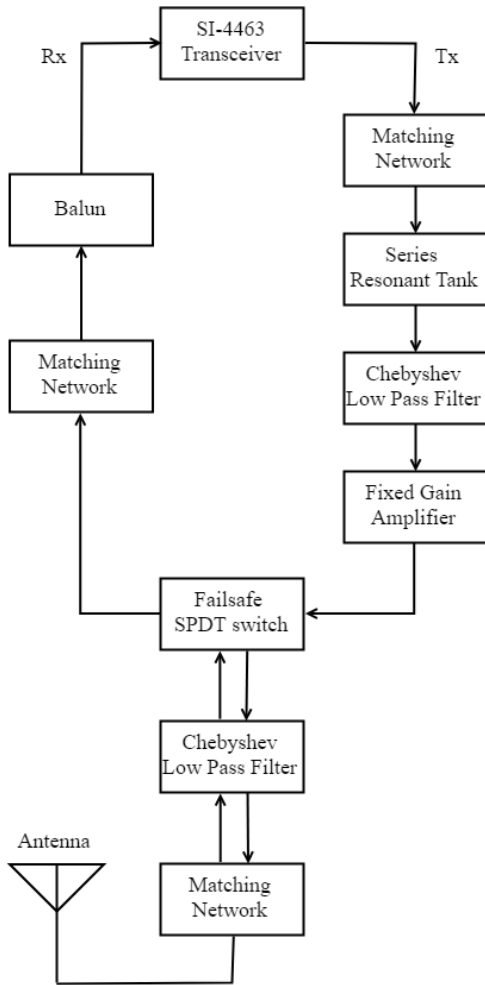 SI-4463
Transceiver
Rx
Tx
Matching
Network
Balun
Series
Resonant Tank
Matching
Network
Chebyshev
Low Pass Filter
Fixed Gain
Amplifier
Failsafe
SPDT switch
Chebyshev
Low Pass Filter
Antenna
Matching
Network